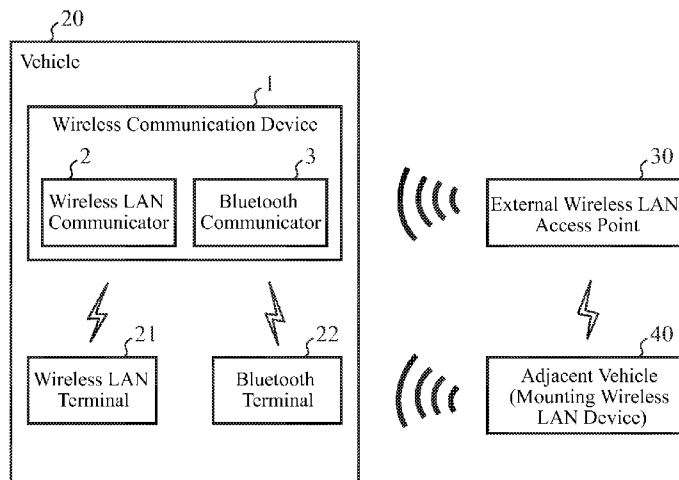 20
Vehicle
1
Wireless Communication Device
2
3
Wireless LAN
Communicator
Bluetooth
Communicator
30
External Wireless LAN
Access Point
21
22
Wireless LAN
Terminal
Bluetooth
Terminal
40
Adjacent Vehicle
(Mounting Wireless
LAN Device)